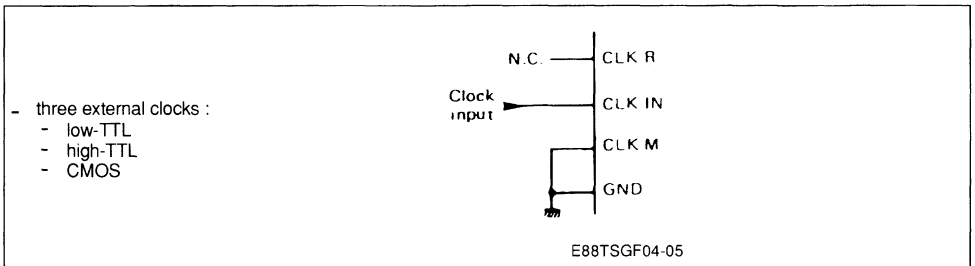 - three external clocks :
- low-TTL
- high-TTL
- CMOS
N.C.
CLK R
Clock input
CLK IN
CLK M
GND
E88TSGF04-05